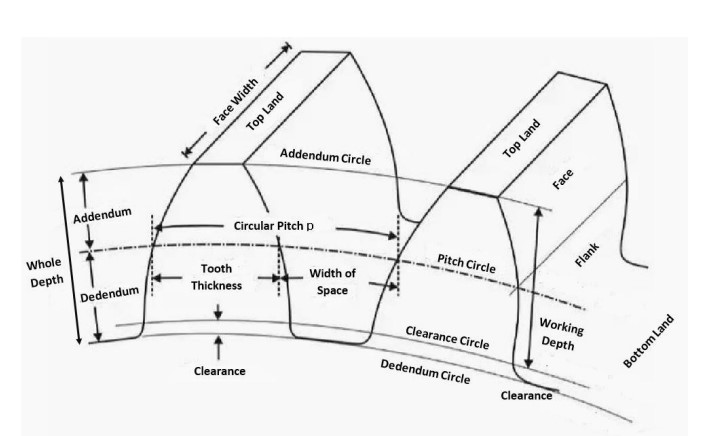 Face Width
Top Land
Top Land
Addendum Circle
Face
Addendum
Circular Pitch p
Whole
Depth
Pitch Circle
Flank
Tooth
Thickness
Width of
Space
Dedendum
Working
Depth
Bottom Land
Clearance Circle
Clearance
Dedendum Circle
Clearance